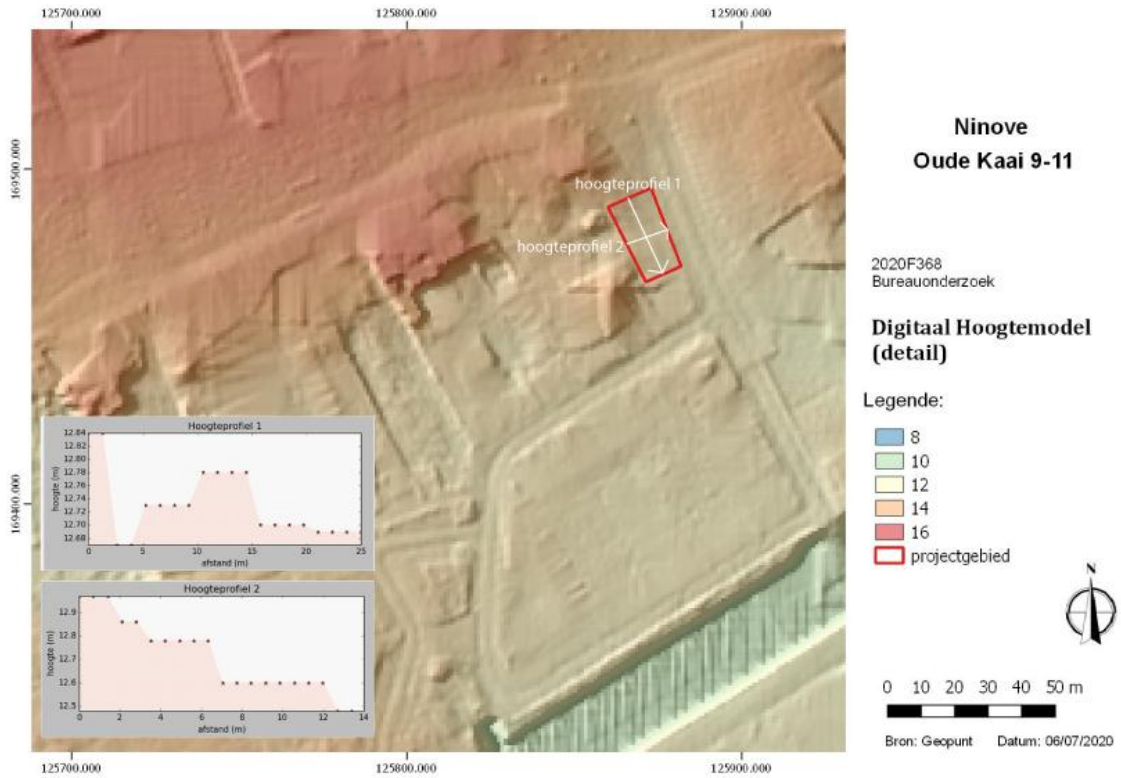 125700.000 125800.000 125900.000
169500.000
169400.000
hoogteprofiel 1
hoogteprofiel 2
Hoogteprofiel 1
12.84
12.82
12.80
12.78
12.76
12.74
12.72
12.70
12.68
hoogte (m)
0 5 10 15 20 25
afstand (m)
Hoogteprofiel 2
12.9
12.8
12.7
12.6
12.5
hoogte (m)
0 2 4 6 8 10 12 14
afstand (m)
125700.000 125800.000 125900.000
Ninove
Oude Kaai 9-11
2020F368
Bureauonderzoek
Digitaal Hoogtemodel
(detail)
Legende:
8
10
12
14
16
projectgebied
N
0 10 20 30 40 50 m
Bron: Geopunt Datum: 06/07/2020